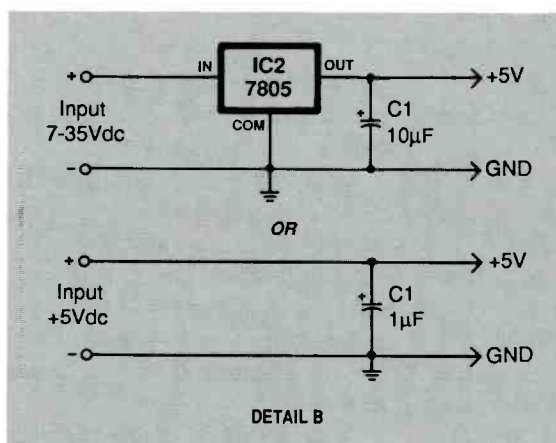 IN
IC2
7805
OUT
COM
+
Input
7-35Vdc
-
+5V
+
C1
10µF
GND
OR
+
Input
+5Vdc
-
+5V
+
C1
1µF
GND
DETAIL B